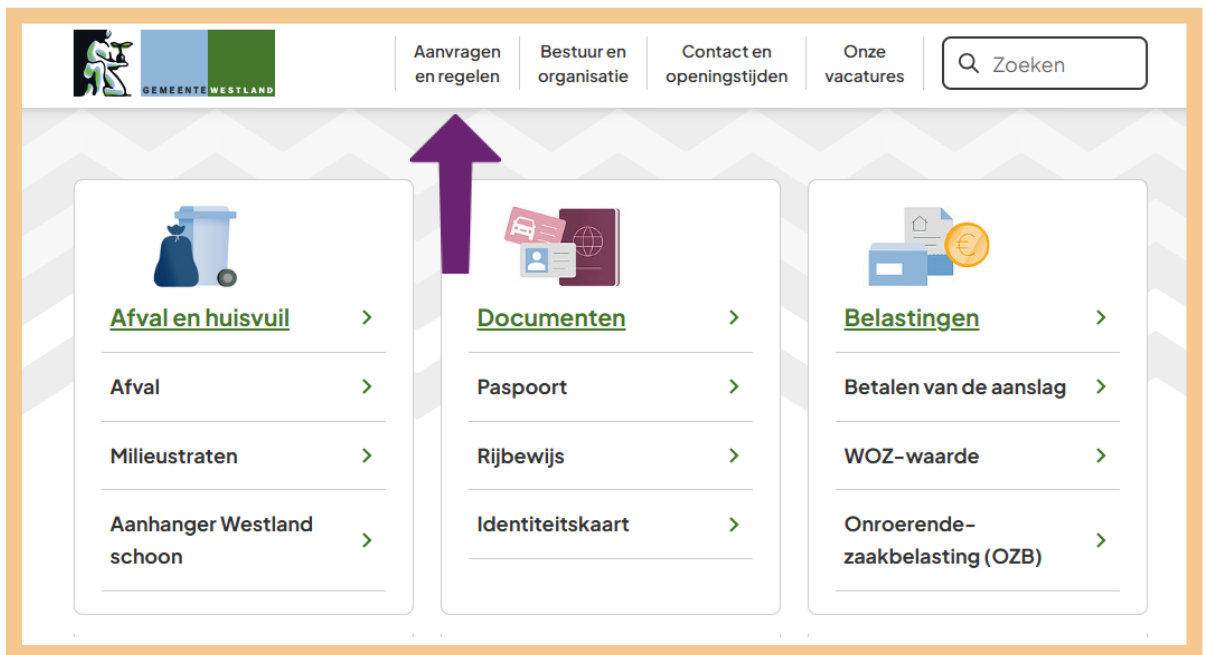 GEMEENTE WESTLAND
Aanvragen
en regelen
Bestuur en
organisatie
Contact en
openingstijden
Onze
vacatures
Zoeken
Afval en huisvuil
Afval
Milieustraten
Aanhanger Westland
schoon
Documenten
Paspoort
Rijbewijs
Identiteitskaart
Belastingen
Betalen van de aanslag
WOZ-waarde
Onroerende-
zaakbelasting (OZB)